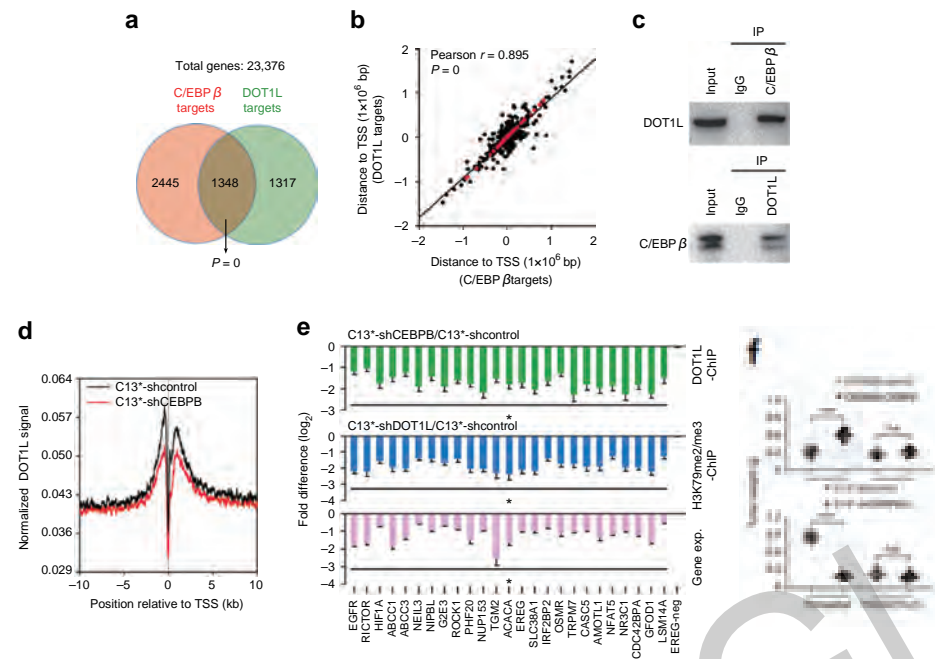 a
Total genes: 23,376
C/EBPβ targets
DOT1L targets
2445
1348
1317
P = 0
b
Pearson r = 0.895
P = 0
2
1
0
−1
−2
−2
−1
0
1
2
Distance to TSS (1×10⁶ bp)
(DOT1L targets)
Distance to TSS (1×10⁶ bp)
(C/EBPβtargets)
c
IP
Input
IgG
C/EBPβ
DOT1L
IP
Input
IgG
DOT1L
C/EBPβ
d
C13*-shcontrol
C13*-shCEBPB
0.064
0.057
0.050
0.043
0.036
0.029
Normalized DOT1L signal
−10
−5
0
5
10
Position relative to TSS (kb)
e
C13*-shCEBPB/C13*-shcontrol
0
−1
−2
−3
*
DOT1L
-ChIP
C13*-shDOT1L/C13*-shcontrol
0
−1
−2
−3
−4
*
H3K79me2/me3
-ChIP
0
−1
−2
−3
−4
*
Gene exp.
Fold difference (log₂)
EGFR
RICTOR
HIF1A
ABCC1
ABCC3
NEIL3
NIPBL
G2E3
ROCK1
PHF20
NUP153
TGM2
ACACA
EREG
SLC38A1
IRF2BP2
OSMR
TRPM7
CASC5
AMOTL1
NFAT5
NR3C1
CDC42BPA
GFOD1
LSM14A
EREG-neg
f